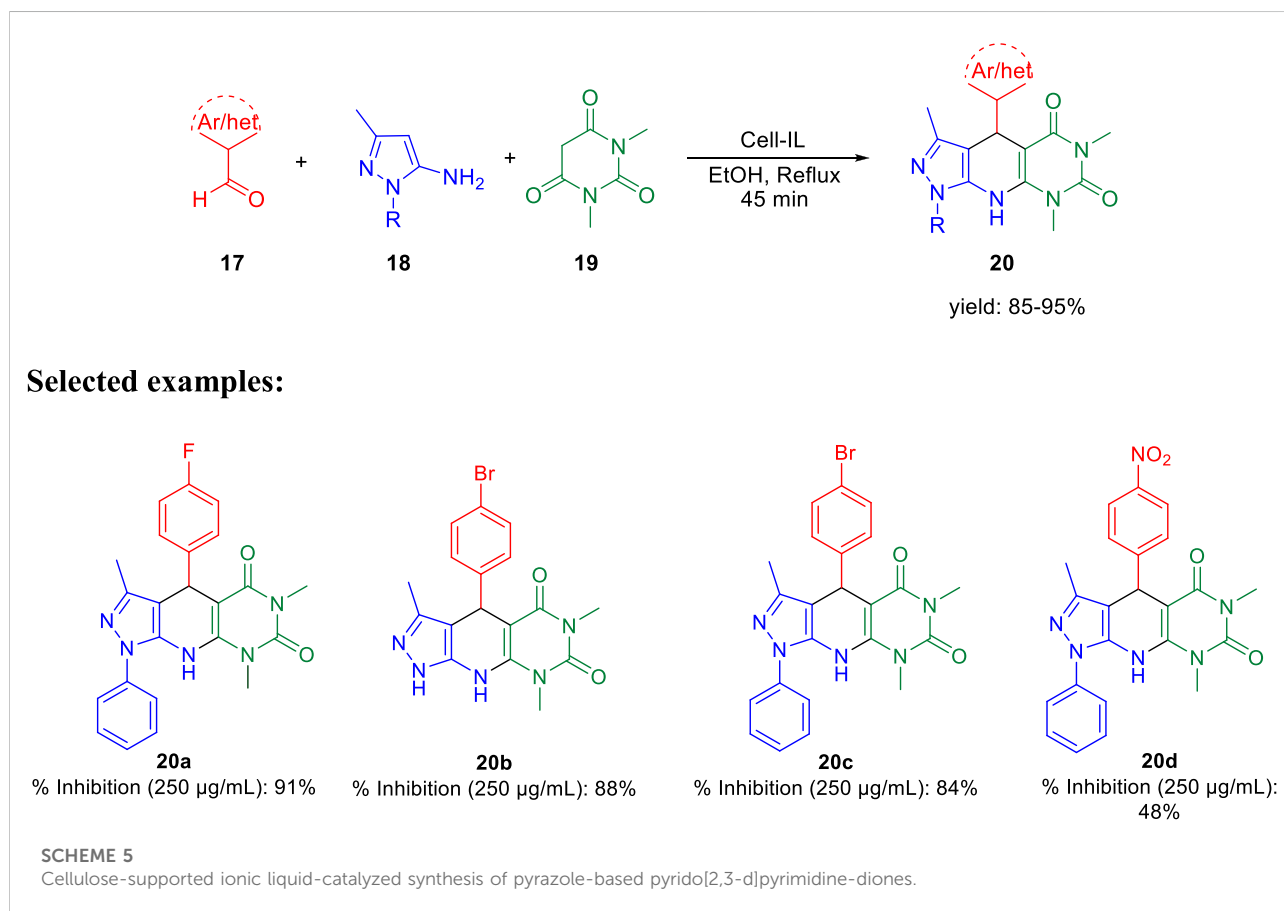 Ar/het
H
O
+
N
N
R
NH2
+
O
N
N
O
O
Cell-IL
EtOH, Reflux
45 min
Ar/het
O
N
N
N
N
H
N
O
R
17
18
19
20
yield: 85-95%
Selected examples:
F
O
N
N
N
N
H
N
O
20a
% Inhibition (250 µg/mL): 91%
Br
O
N
N
N
H
N
H
N
O
20b
% Inhibition (250 µg/mL): 88%
Br
O
N
N
N
N
H
N
O
20c
% Inhibition (250 µg/mL): 84%
NO2
O
N
N
N
N
H
N
O
20d
% Inhibition (250 µg/mL):
48%
SCHEME 5
Cellulose-supported ionic liquid-catalyzed synthesis of pyrazole-based pyrido[2,3-d]pyrimidine-diones.